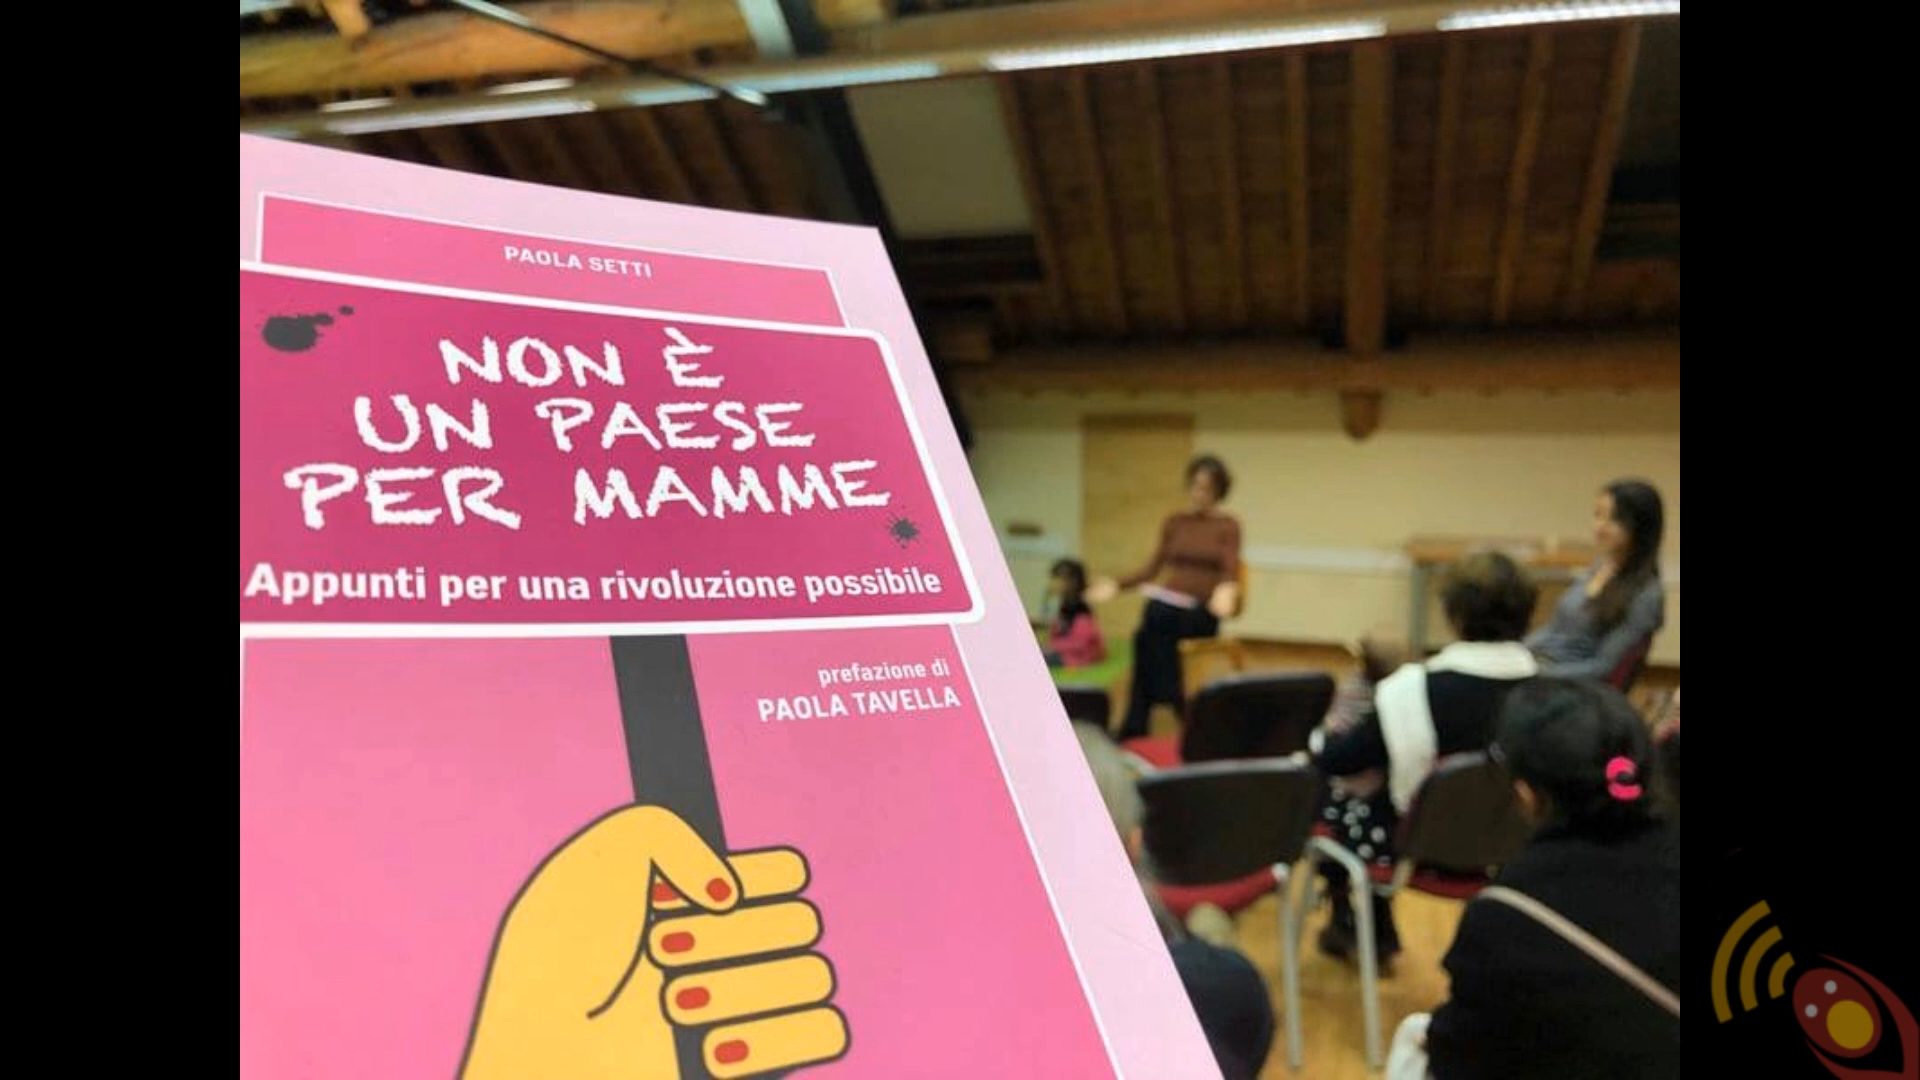 PAOLA SETTI
NON È
UN PAESE
PER MAMME
Appunti per una rivoluzione possibile
prefazione di
PAOLA TAVELLA